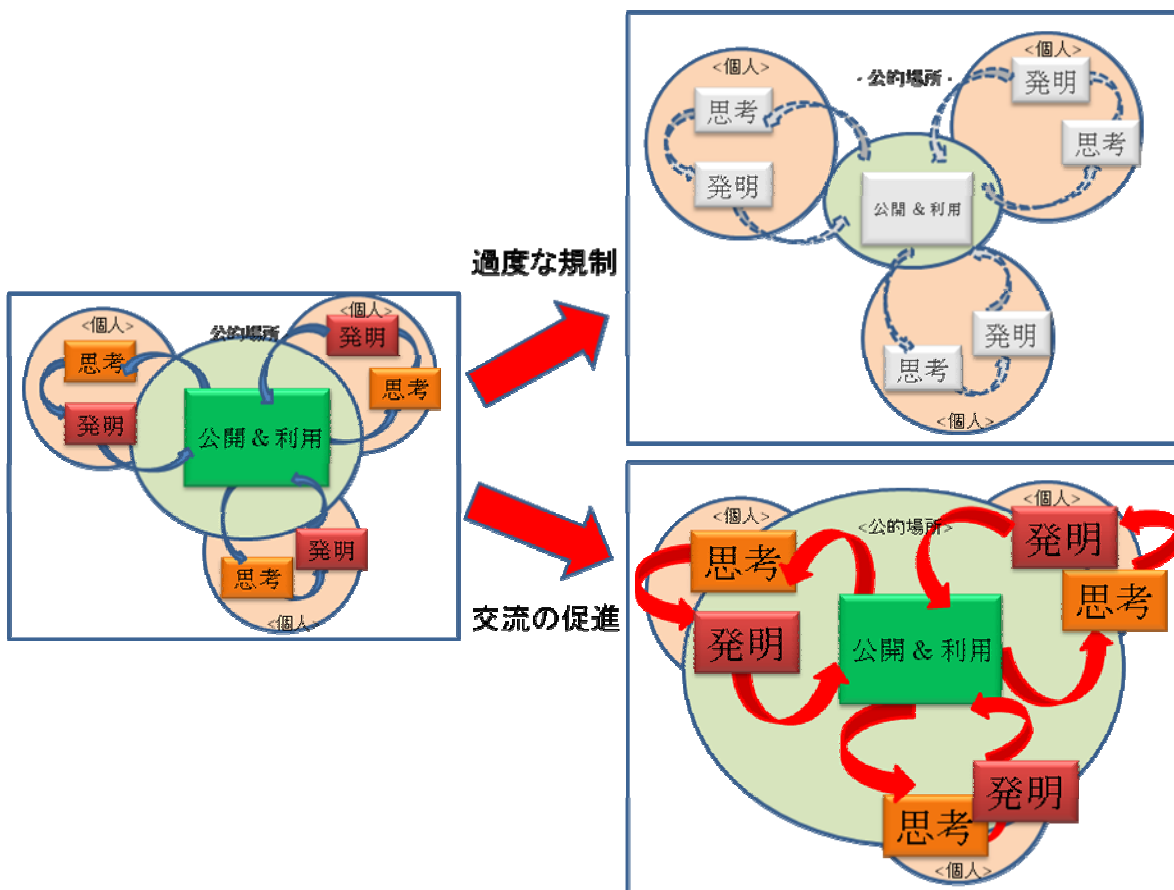 <個人>
公的場所
<個人>
思考
発明
発明
思考
公開 & 利用
思考
発明
<個人>
過度な規制
交流の促進
<個人>
- 公的場所 -
<個人>
思考
発明
発明
思考
公開 & 利用
思考
発明
<個人>
<個人>
<公的場所>
<個人>
思考
発明
発明
思考
公開 & 利用
思考
発明
<個人>